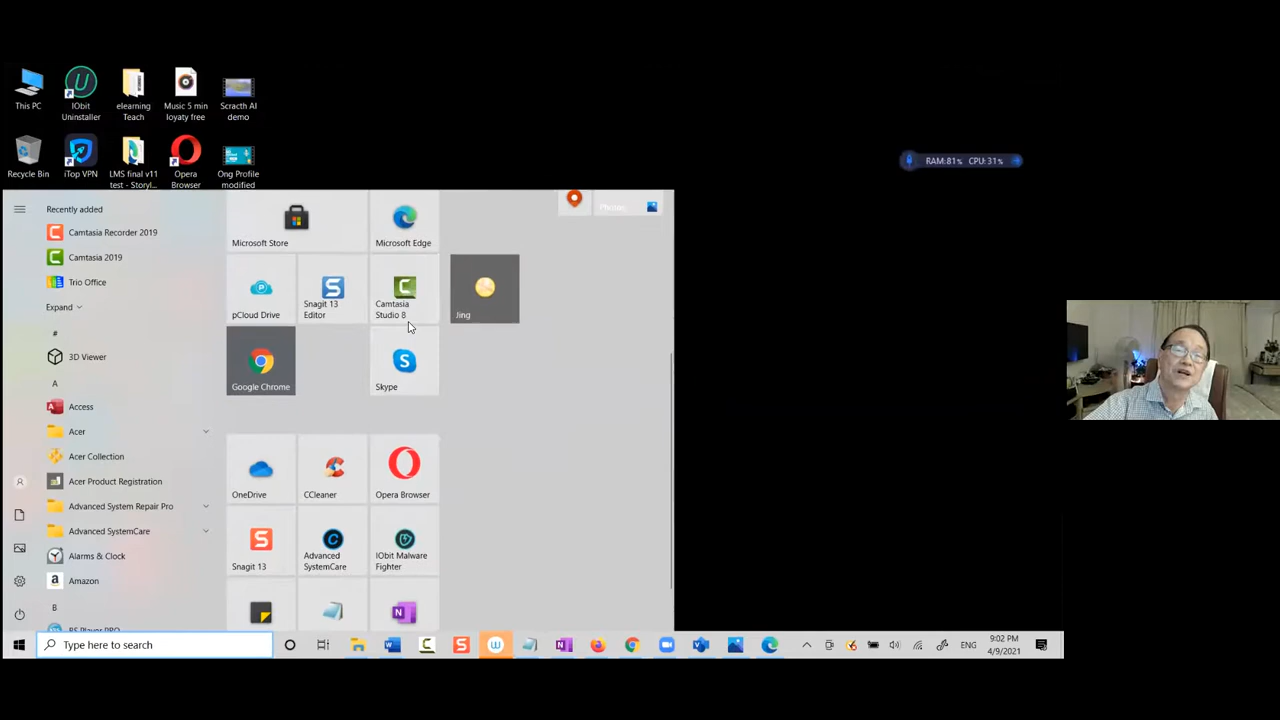 This PC
IObit
Uninstaller
elearning
Teach
Music 5 min
loyaty free
Scracth AI
demo
Recycle Bin
iTop VPN
LMS final v11
test - Storyl...
Opera
Browser
Ong Profile
modified
RAM:81% CPU:31%
Recently added
Camtasia Recorder 2019
Camtasia 2019
Trio Office
Expand
#
3D Viewer
A
Access
Acer
Acer Collection
Acer Product Registration
Advanced System Repair Pro
Advanced SystemCare
Alarms & Clock
Amazon
B
BS Player PRO
Microsoft Store
Microsoft Edge
Photos
pCloud Drive
Snagit 13
Editor
Camtasia
Studio 8
Jing
Google Chrome
Skype
OneDrive
CCleaner
Opera Browser
Snagit 13
Advanced
SystemCare
IObit Malware
Fighter
Type here to search
ENG
9:02 PM
4/9/2021